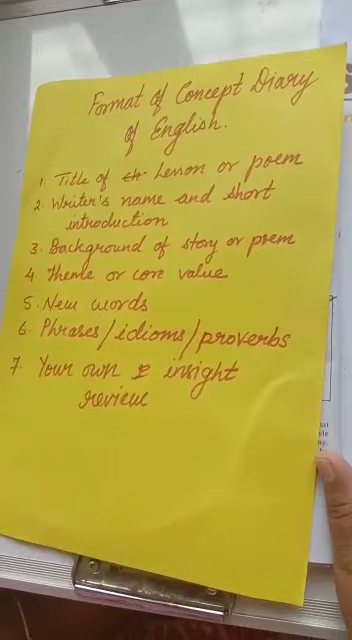 Format of Concept Diary
of English.
1. Title of Lesson or poem
2. Writer's name and short
introduction
3. Background of story or poem
4 Theme or core value
5. New words
6. Phrases/idioms/proverbs
7. Your own insight
review